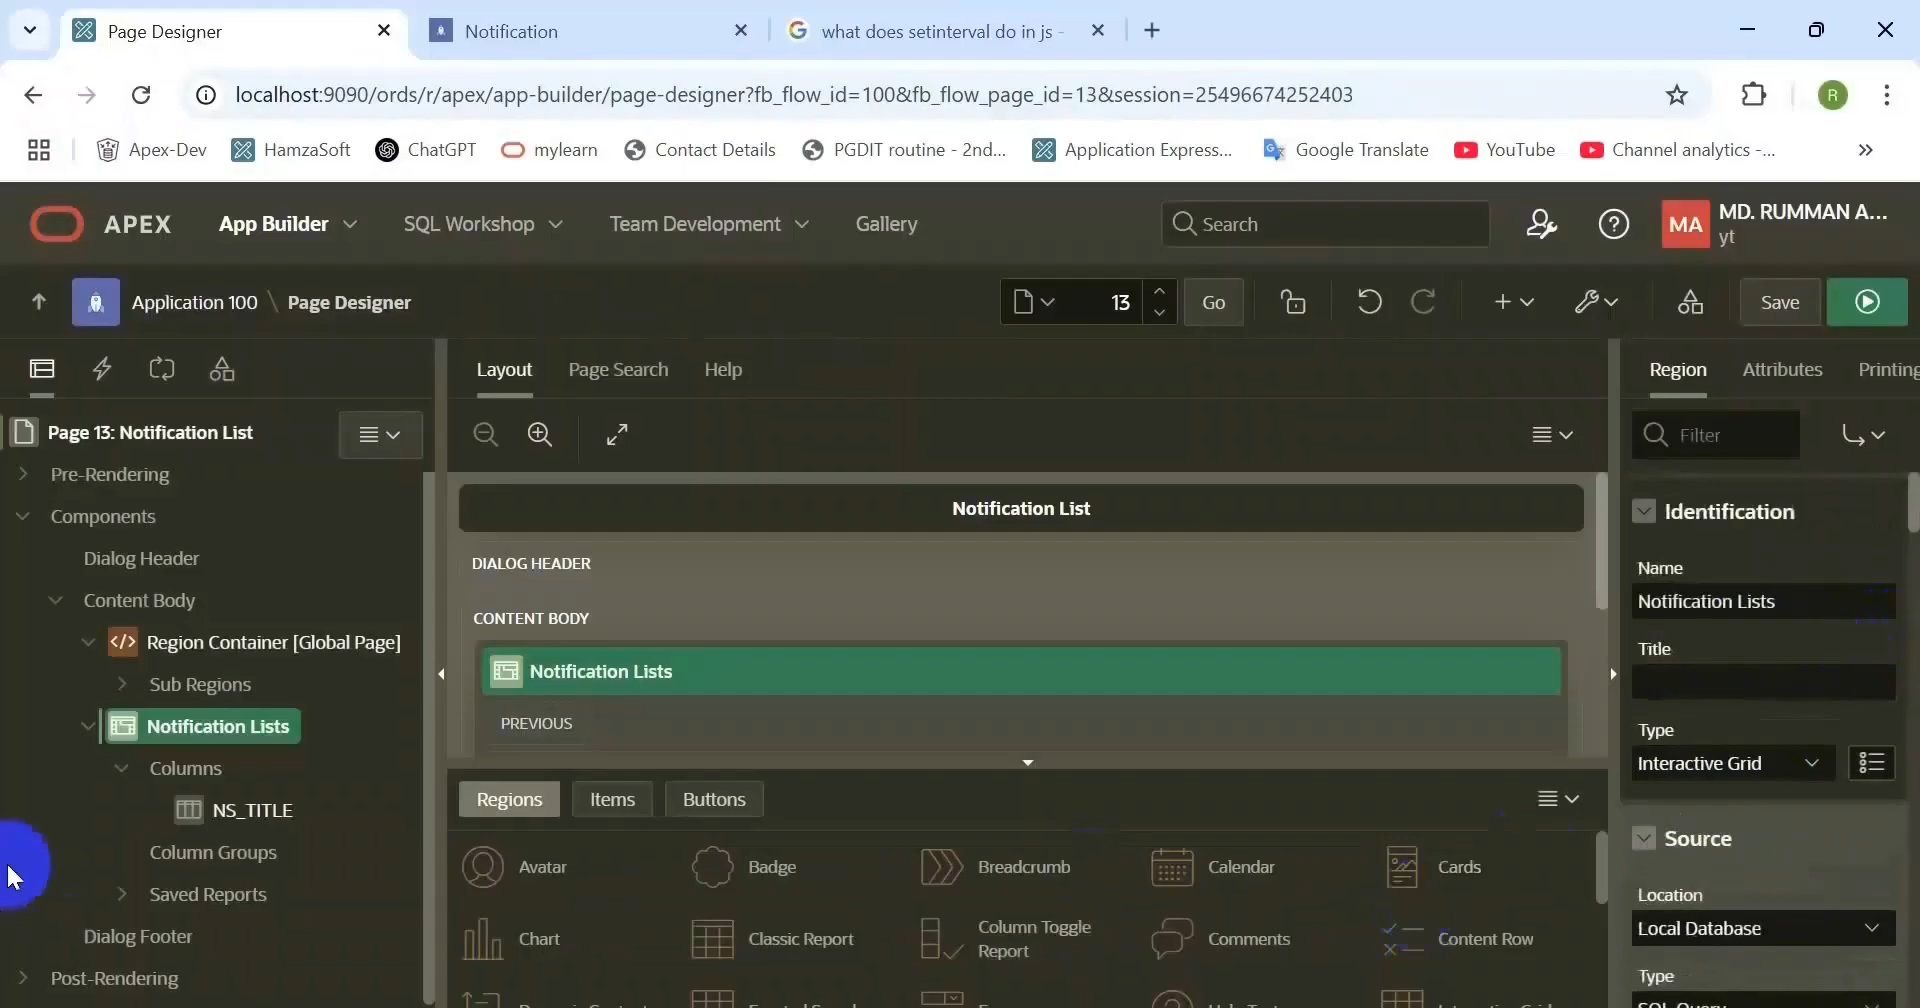 Page Designer
Notification
what does setinterval do in js -
localhost:9090/ords/r/apex/app-builder/page-designer?fb_flow_id=100&fb_flow_page_id=13&session=25496674252403
R
Apex-Dev
HamzaSoft
ChatGPT
mylearn
Contact Details
PGDIT routine - 2nd...
Application Express...
Google Translate
YouTube
Channel analytics -...
APEX
App Builder
SQL Workshop
Team Development
Gallery
Search
MA
MD. RUMMAN A...
yt
Application 100 \ Page Designer
13
Go
Save
Layout
Page Search
Help
Region
Attributes
Printing
Page 13: Notification List
Filter
Pre-Rendering
Components
Dialog Header
Content Body
Region Container [Global Page]
Sub Regions
Notification Lists
Columns
NS_TITLE
Column Groups
Saved Reports
Dialog Footer
Post-Rendering
Notification List
DIALOG HEADER
CONTENT BODY
Notification Lists
PREVIOUS
Regions
Items
Buttons
Avatar
Badge
Breadcrumb
Calendar
Cards
Chart
Classic Report
Column Toggle
Report
Comments
Content Row
Identification
Name
Notification Lists
Title
Type
Interactive Grid
Source
Location
Local Database
Type